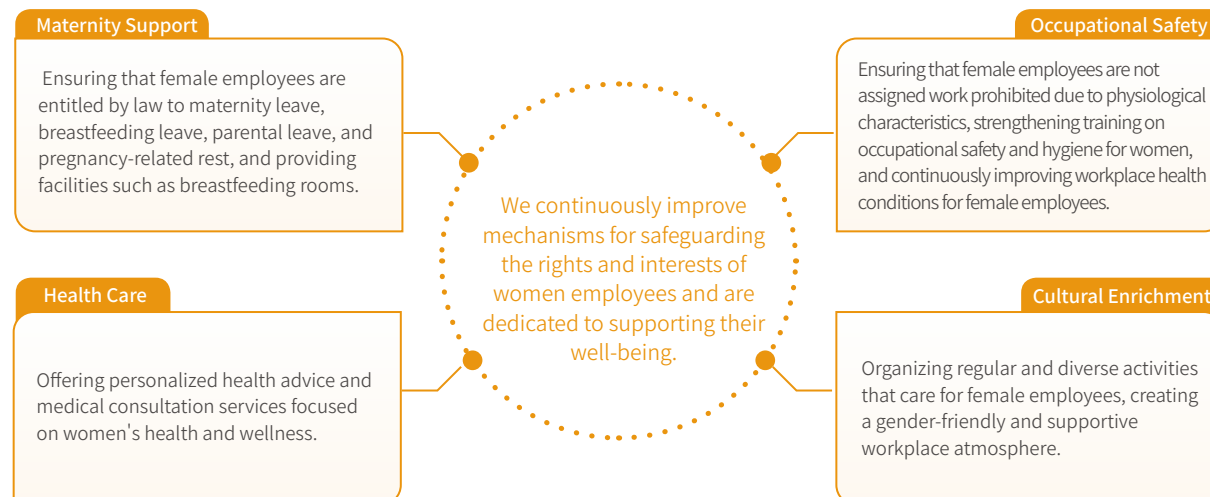 Maternity Support
Ensuring that female employees are
entitled by law to maternity leave,
breastfeeding leave, parental leave, and
pregnancy-related rest, and providing
facilities such as breastfeeding rooms.
Occupational Safety
Ensuring that female employees are not
assigned work prohibited due to physiological
characteristics, strengthening training on
occupational safety and hygiene for women,
and continuously improving workplace health
conditions for female employees.
We continuously improve
mechanisms for safeguarding
the rights and interests of
women employees and are
dedicated to supporting their
well-being.
Health Care
Offering personalized health advice and
medical consultation services focused
on women's health and wellness.
Cultural Enrichment
Organizing regular and diverse activities
that care for female employees, creating
a gender-friendly and supportive
workplace atmosphere.